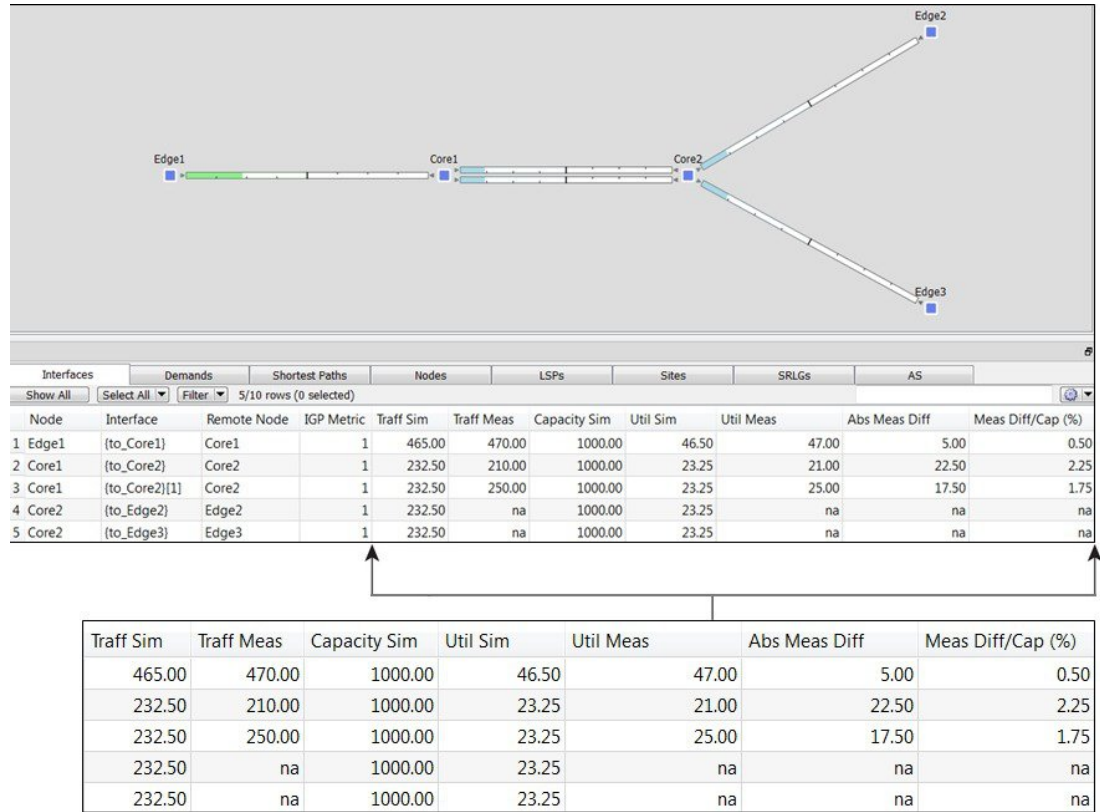 Edge2
Edge1
Core1
Core2
Edge3
Interfaces Demands Shortest Paths Nodes LSPs Sites SRLGs AS
Show All Select All Filter 5/10 rows (0 selected)
Node Interface Remote Node IGP Metric Traff Sim Traff Meas Capacity Sim Util Sim Util Meas Abs Meas Diff Meas Diff/Cap (%)
1 Edge1 {to_Core1} Core1 1 465.00 470.00 1000.00 46.50 47.00 5.00 0.50
2 Core1 {to_Core2} Core2 1 232.50 210.00 1000.00 23.25 21.00 22.50 2.25
3 Core1 {to_Core2}[1] Core2 1 232.50 250.00 1000.00 23.25 25.00 17.50 1.75
4 Core2 {to_Edge2} Edge2 1 232.50 na 1000.00 23.25 na na na
5 Core2 {to_Edge3} Edge3 1 232.50 na 1000.00 23.25 na na na
Traff Sim Traff Meas Capacity Sim Util Sim Util Meas Abs Meas Diff Meas Diff/Cap (%)
465.00 470.00 1000.00 46.50 47.00 5.00 0.50
232.50 210.00 1000.00 23.25 21.00 22.50 2.25
232.50 250.00 1000.00 23.25 25.00 17.50 1.75
232.50 na 1000.00 23.25 na na na
232.50 na 1000.00 23.25 na na na